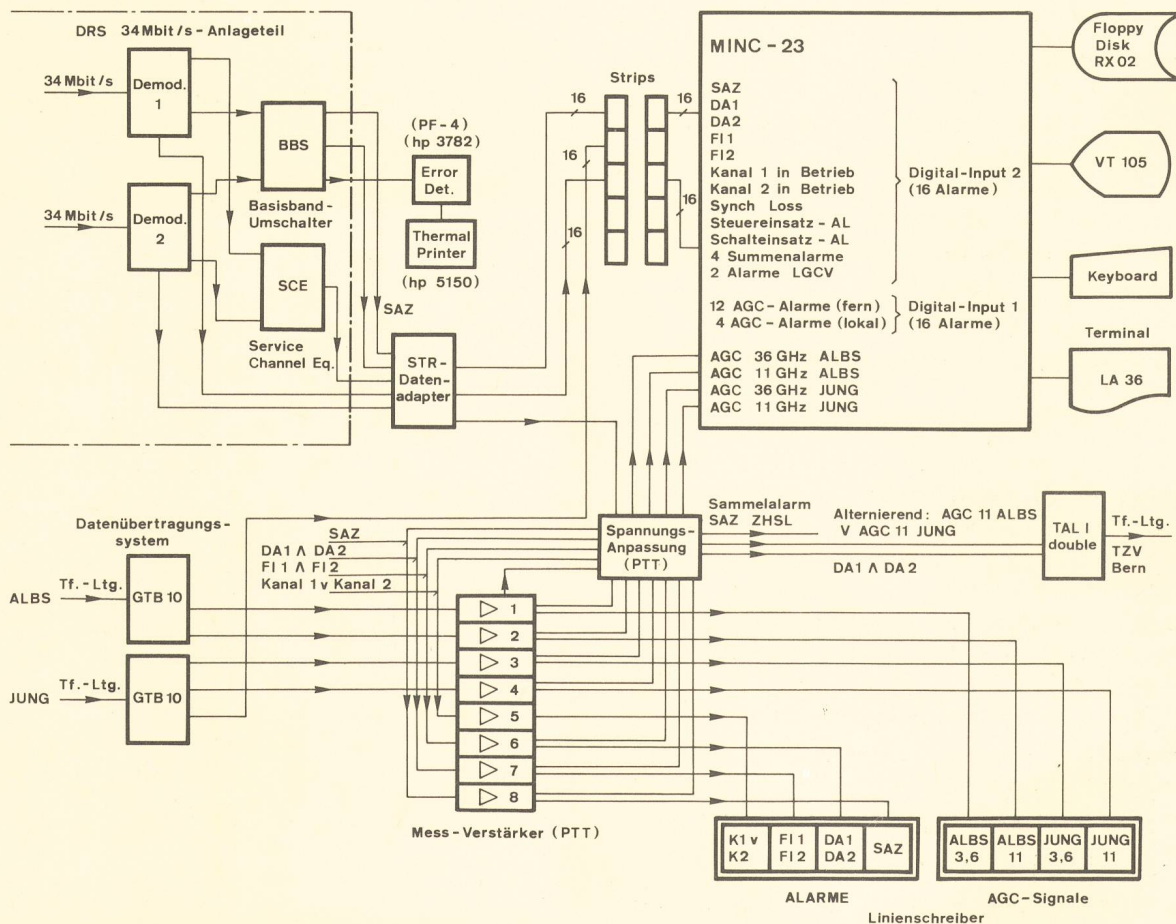 DRS 34 Mbit/s - Anlageteil
34 Mbit/s
Demod. 1
34 Mbit/s
Demod. 2
BBS
Basisband-
Umschalter
SCE
Service
Channel Eq.
(PF-4)
(hp 3782)
Error
Det.
Thermal
Printer
(hp 5150)
SAZ
STR-
Daten-
adapter
Strips
16
16
16
16
16
MINC - 23
SAZ
DA1
DA2
FI1
FI2
Kanal 1 in Betrieb
Kanal 2 in Betrieb
Synch Loss
Steuereinsatz - AL
Schalteinsatz - AL
4 Summenalarme
2 Alarme LGCV
Digital-Input 2
(16 Alarme)
12 AGC-Alarme (fern)
4 AGC-Alarme (lokal)
Digital-Input 1
(16 Alarme)
AGC 36 GHz ALBS
AGC 11 GHz ALBS
AGC 36 GHz JUNG
AGC 11 GHz JUNG
Floppy
Disk
RX 02
VT 105
Keyboard
Terminal
LA 36
Datenübertragungs-
system
ALBS
Tf.-Ltg.
GTB 10
JUNG
Tf.-Ltg.
GTB 10
SAZ
DA1 Λ DA2
FI1 Λ FI2
Kanal 1 v Kanal 2
Spannungs-
Anpassung
(PTT)
Sammelalarm
SAZ ZHSL
Alternierend: AGC 11 ALBS
V AGC 11 JUNG
DA1 Λ DA2
TAL I
double
Tf.-Ltg.
TZV
Bern
1
2
3
4
5
6
7
8
Mess-Verstärker (PTT)
K1 v
K2
FI1
FI2
DA1
DA2
SAZ
ALARME
ALBS
3,6
ALBS
11
JUNG
3,6
JUNG
11
AGC-Signale
Linienschreiber